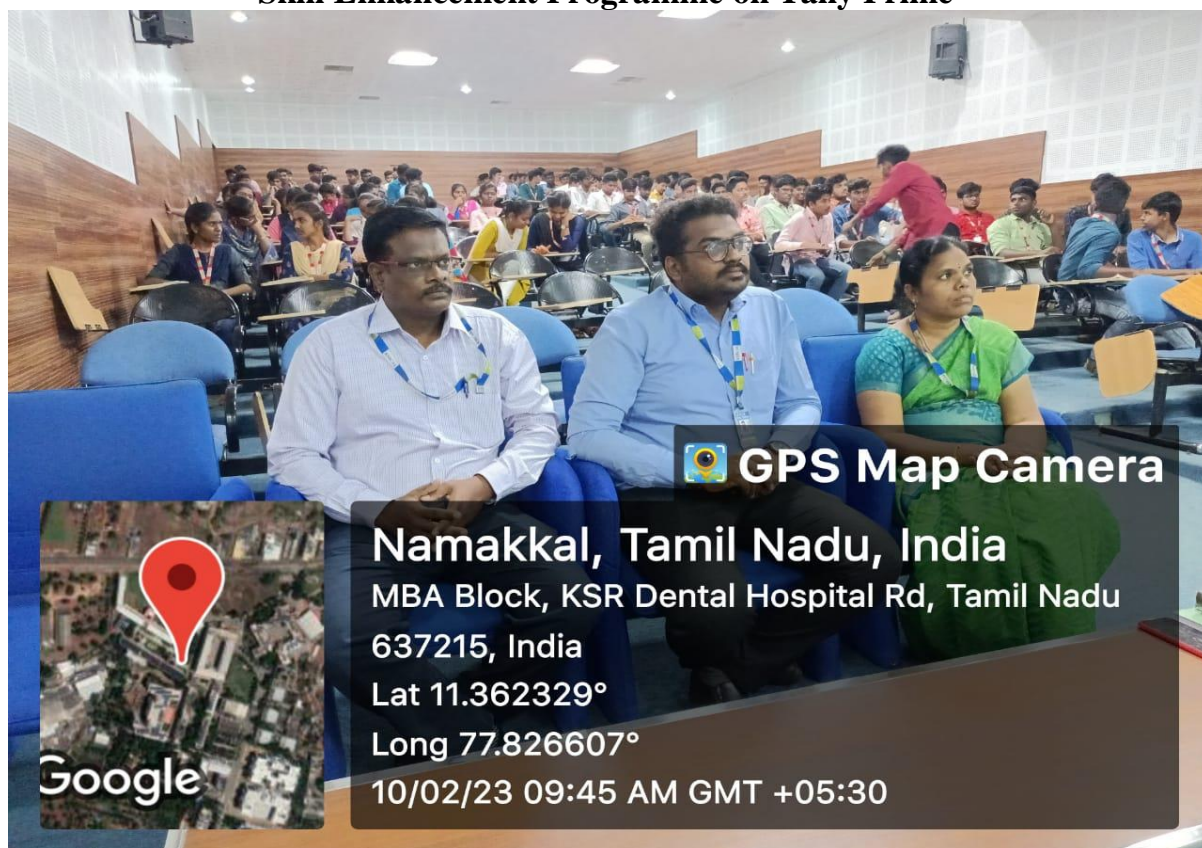 Skill Enhancement Programme on Tally Prime
GPS Map Camera
Namakkal, Tamil Nadu, India
MBA Block, KSR Dental Hospital Rd, Tamil Nadu
637215, India
Lat 11.362329°
Long 77.826607°
10/02/23 09:45 AM GMT +05:30
Google